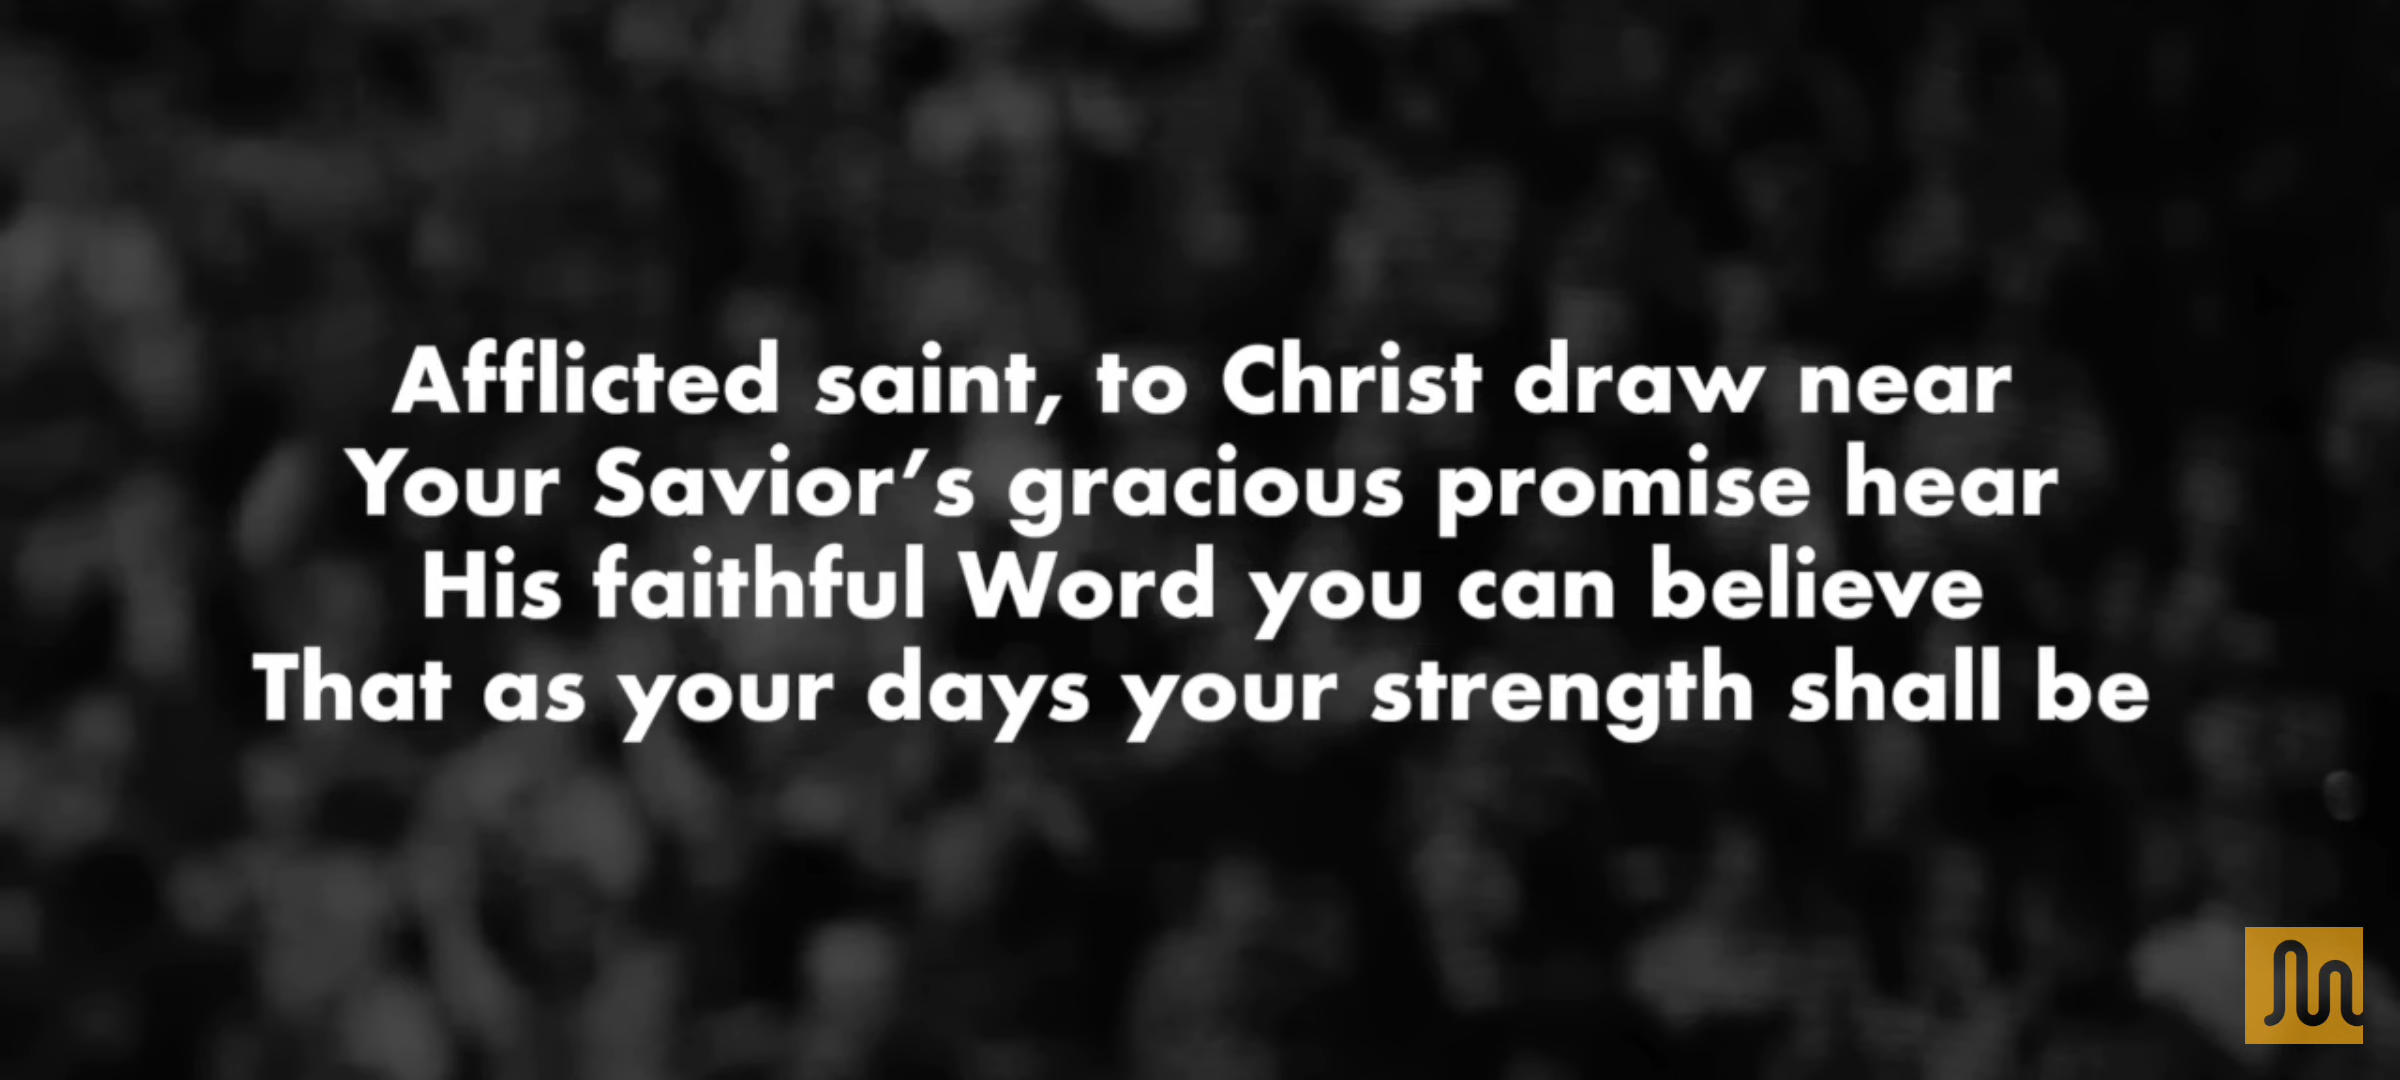 Afflicted saint, to Christ draw near
Your Savior’s gracious promise hear
His faithful Word you can believe
That as your days your strength shall be